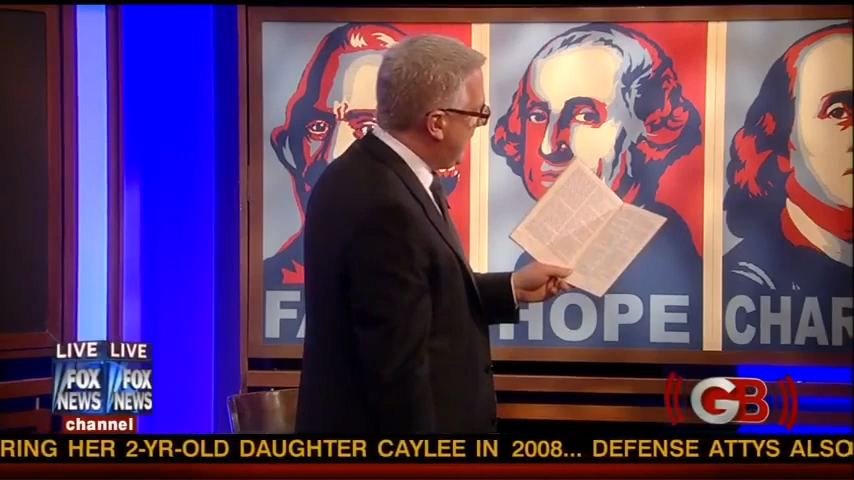 FA
HOPE
CHAR
LIVE LIVE
FOX NEWS FOX NEWS
channel
GB
RING HER 2-YR-OLD DAUGHTER CAYLEE IN 2008... DEFENSE ATTYS ALSO